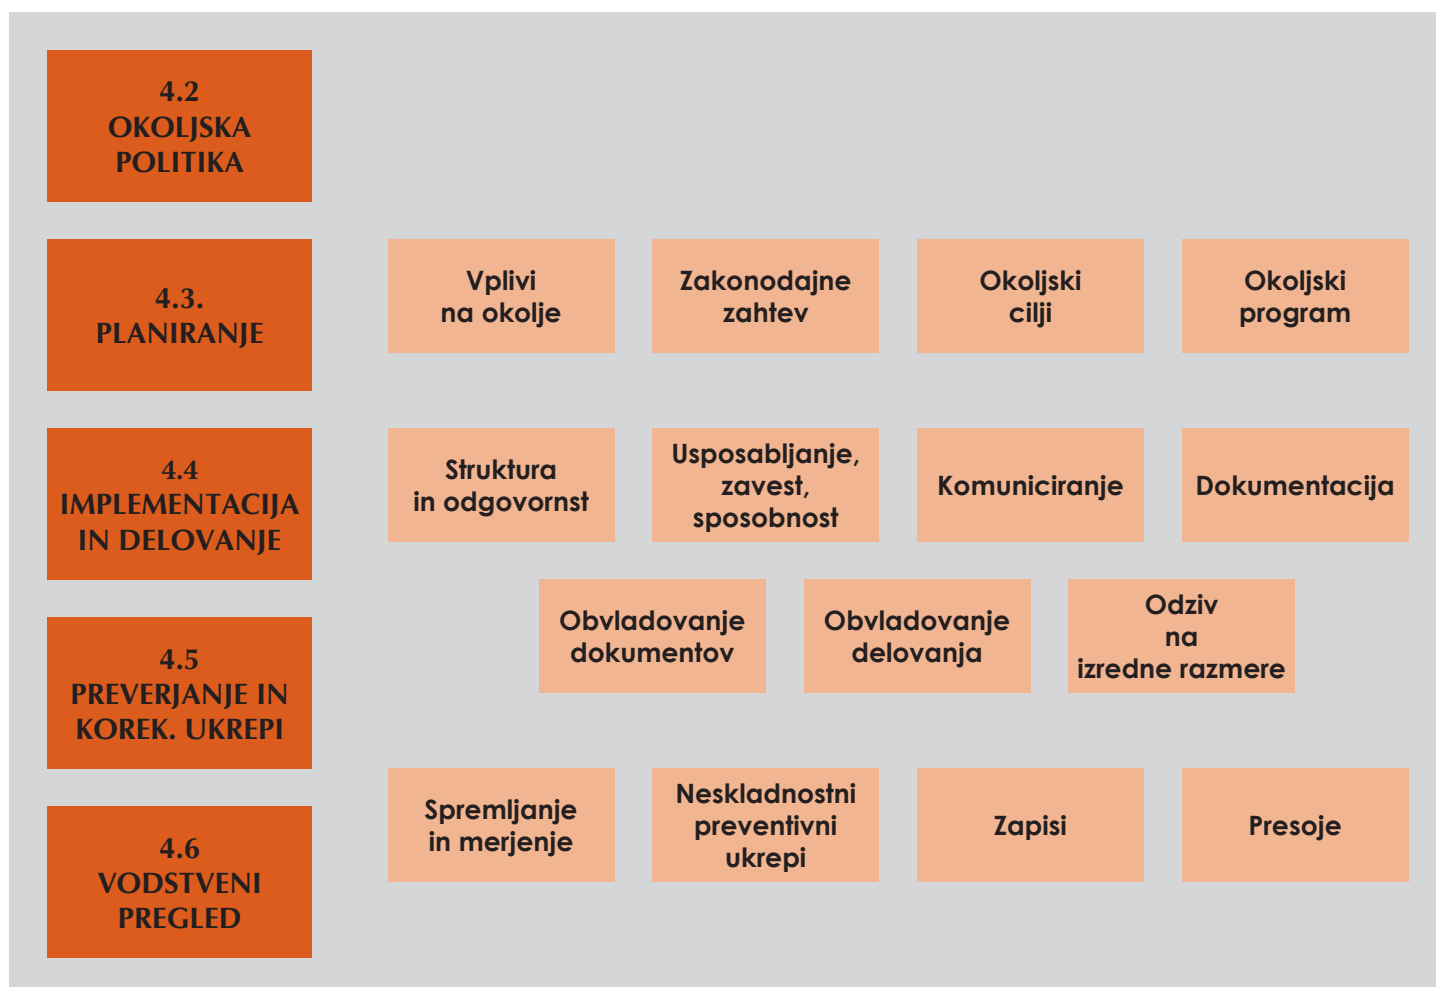 4.2
OKOLJSKA
POLITIKA
4.3.
PLANIRANJE
Vplivi
na okolje
Zakonodajne
zahtev
Okoljski
cilji
Okoljski
program
4.4
IMPLEMENTACIJA
IN DELOVANJE
Struktura
in odgovornst
Usposabljanje,
zavest,
sposobnost
Komuniciranje
Dokumentacija
Obvladovanje
dokumentov
Obvladovanje
delovanja
Odziv
na
izredne razmere
4.5
PREVERJANJE IN
KOREK. UKREPI
Spremljanje
in merjenje
Neskladnostni
preventivni
ukrepi
Zapisi
Presoje
4.6
VODSTVENI
PREGLED